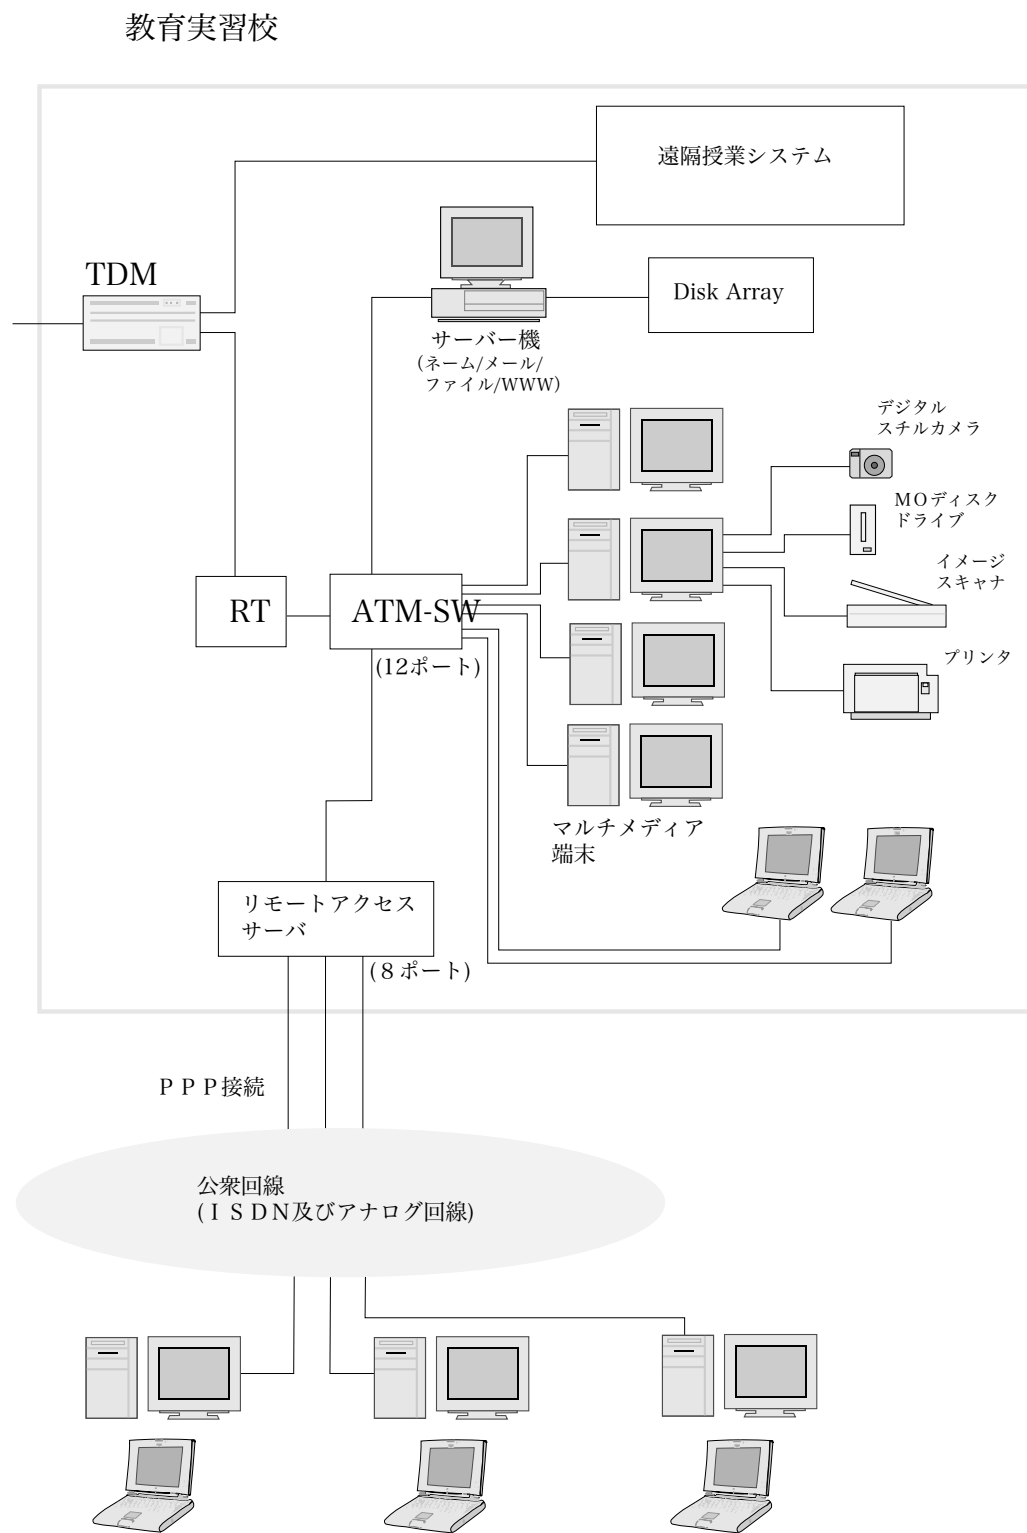 教育実習校
遠隔授業システム
TDM
Disk Array
サーバー機
(ネーム/メール/
ファイル/WWW)
デジタル
スチルカメラ
ＭＯディスク
ドライブ
イメージ
スキャナ
RT
ATM-SW
(12ポート)
プリンタ
マルチメディア
端末
リモートアクセス
サーバ
(８ポート)
ＰＰＰ接続
公衆回線
(ＩＳＤＮ及びアナログ回線)